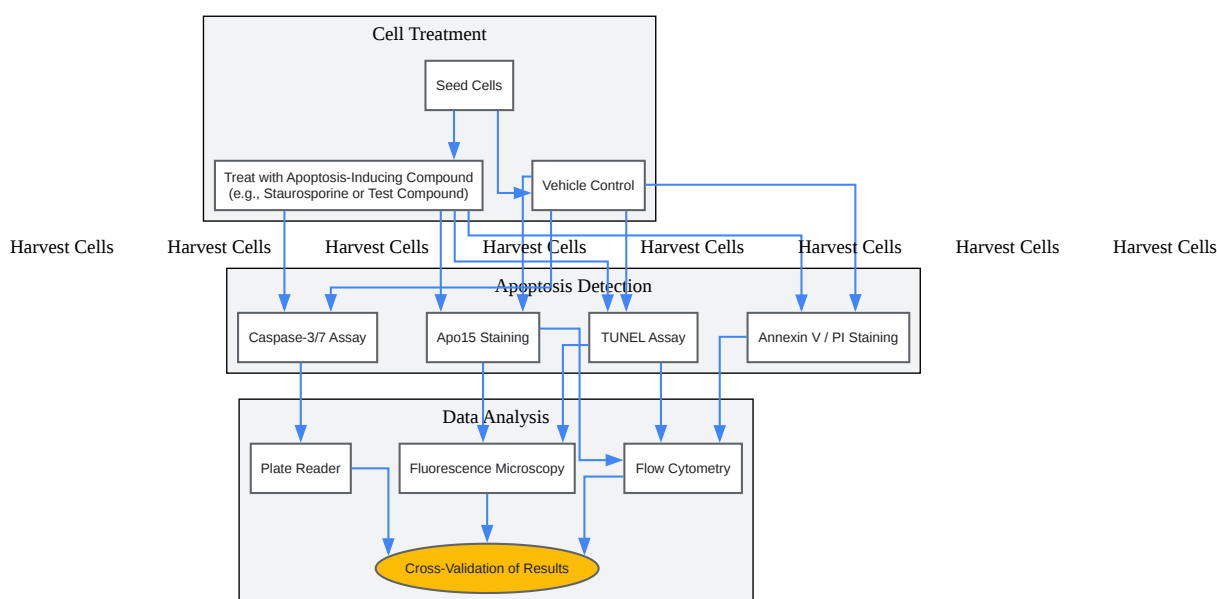 Cell Treatment
Seed Cells
Treat with Apoptosis-Inducing Compound
(e.g., Staurosporine or Test Compound)
Vehicle Control
Harvest Cells Harvest Cells Harvest Cells Harvest Cells Harvest Cells Harvest Cells Harvest Cells Harvest Cells
Apoptosis Detection
Caspase-3/7 Assay Apo15 Staining TUNEL Assay Annexin V / PI Staining
Data Analysis
Plate Reader Fluorescence Microscopy Flow Cytometry
Cross-Validation of Results